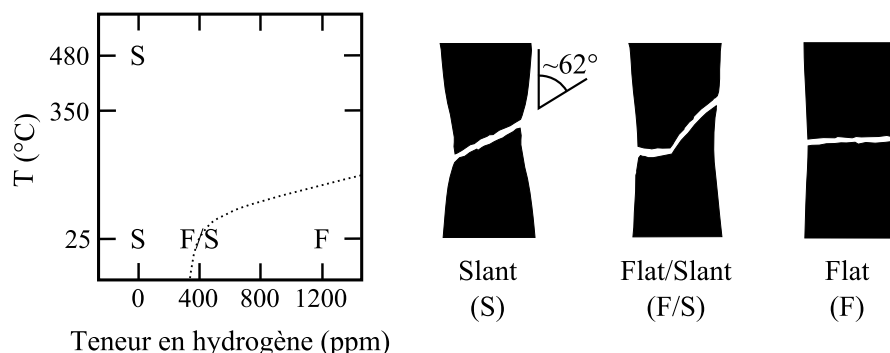 480
350
25
T (°C)
S
S
F/S
F
0
400
800
1200
Teneur en hydrogène (ppm)
~62°
Slant
(S)
Flat/Slant
(F/S)
Flat
(F)